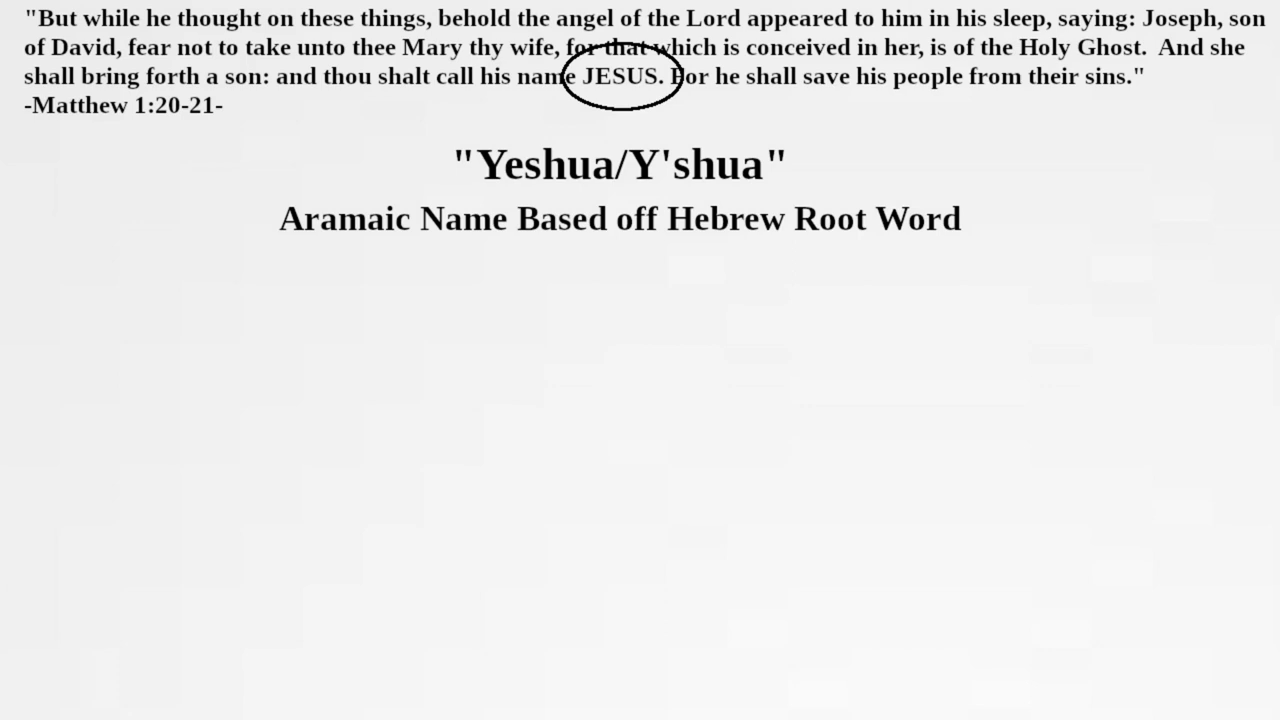 "But while he thought on these things, behold the angel of the Lord appeared to him in his sleep, saying: Joseph, son
of David, fear not to take unto thee Mary thy wife, for that which is conceived in her, is of the Holy Ghost.  And she
shall bring forth a son: and thou shalt call his name JESUS. For he shall save his people from their sins."
-Matthew 1:20-21-
"Yeshua/Y'shua"
Aramaic Name Based off Hebrew Root Word